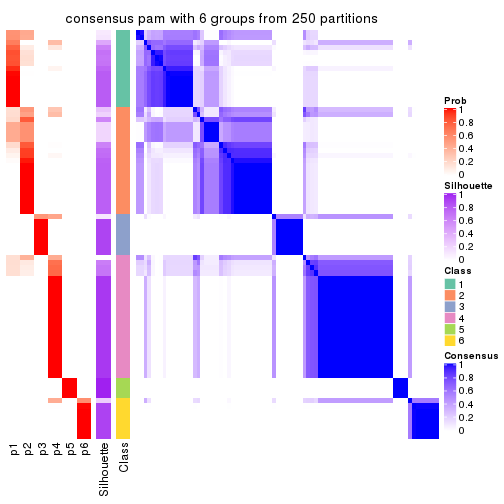 consensus pam with 6 groups from 250 partitions
Prob
1
0.8
0.6
0.4
0.2
0
Silhouette
1
0.8
0.6
0.4
0.2
0
Class
1
2
3
4
5
6
Consensus
1
0.8
0.6
0.4
0.2
0
p1
p2
p3
p4
p5
p6
Silhouette
Class